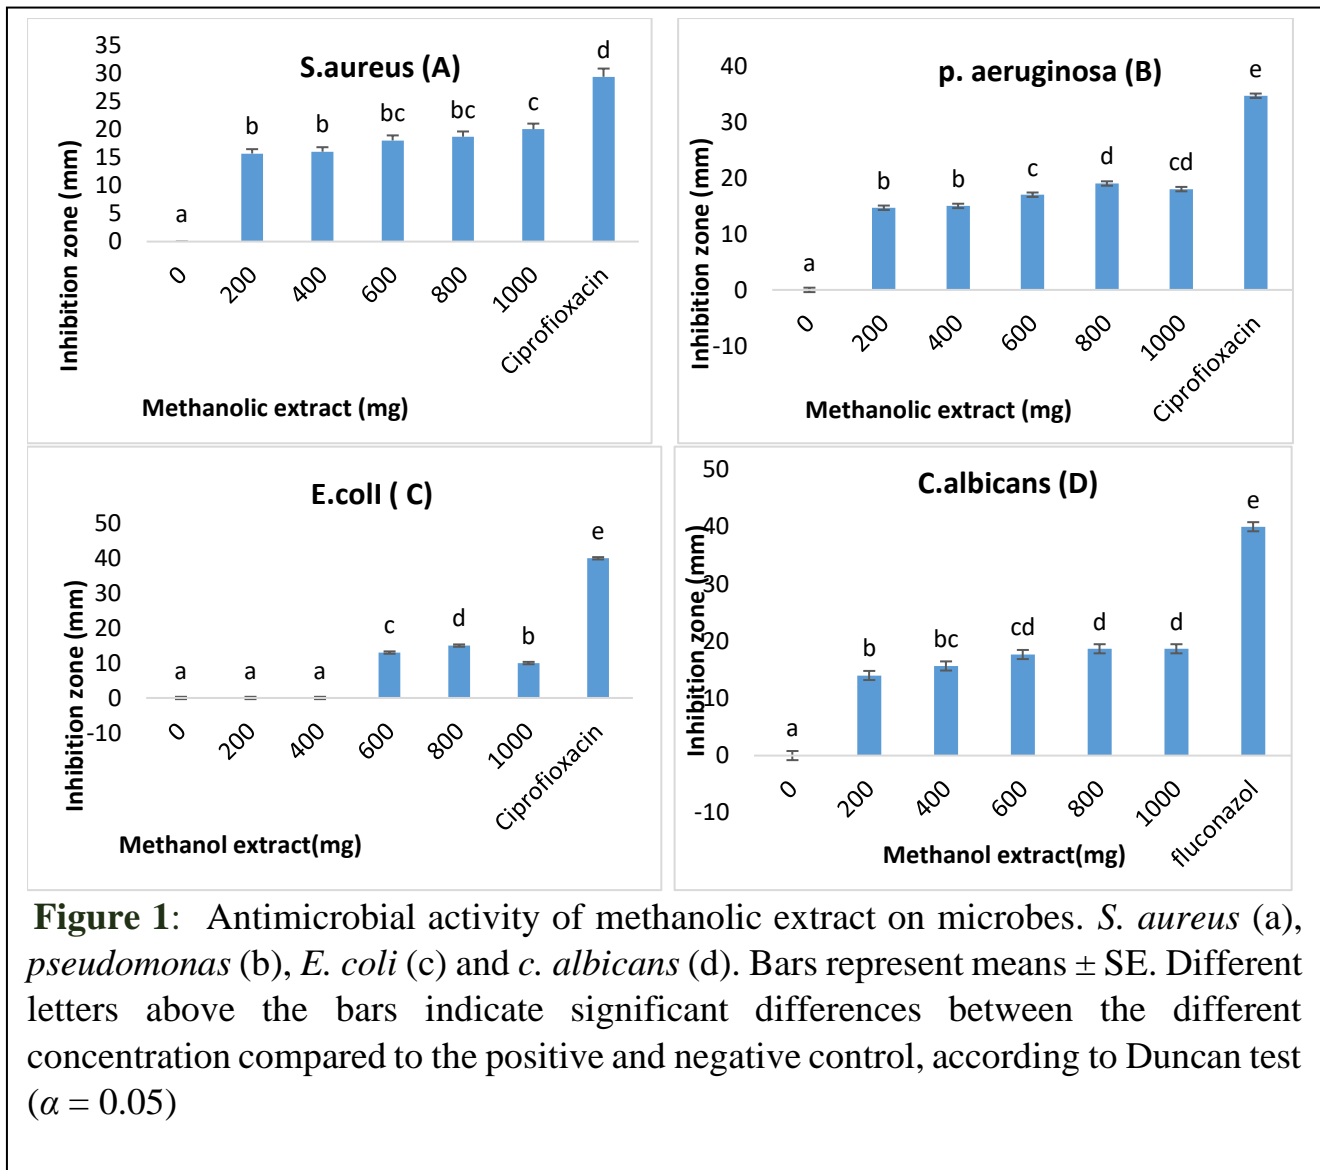 S.aureus (A)
Inhibition zone (mm)
35
30
25
20
15
10
5
0
a
b
b
bc
bc
c
d
0
200
400
600
800
1000
Ciprofioxacin
Methanolic extract (mg)
p. aeruginosa (B)
Inhibition zone (mm)
40
30
20
10
0
-10
a
b
b
c
d
cd
e
0
200
400
600
800
1000
Ciprofioxacin
Methanolic extract (mg)
E.colI ( C)
Inhibition zone (mm)
50
40
30
20
10
0
-10
a
a
a
c
d
b
e
0
200
400
600
800
1000
Ciprofioxacin
Methanol extract(mg)
C.albicans (D)
Inhibition zone (mm)
50
40
30
20
10
0
-10
a
b
bc
cd
d
d
e
0
200
400
600
800
1000
fluconazol
Methanol extract(mg)
Figure 1: Antimicrobial activity of methanolic extract on microbes. S. aureus (a),
pseudomonas (b), E. coli (c) and c. albicans (d). Bars represent means ± SE. Different
letters above the bars indicate significant differences between the different
concentration compared to the positive and negative control, according to Duncan test
(α = 0.05)